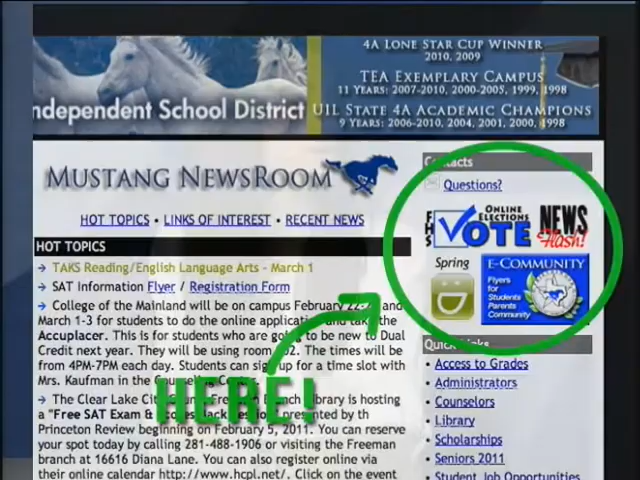 4A Lone Star Cup Winner
2010, 2009
TEA Exemplary Campus
11 Years: 2007-2010, 2000-2005, 1999, 1998
ndependent School District
UIL State 4A Academic Champions
9 Years: 2006-2010, 2004, 2001, 2000, 1998
Mustang NewsRoom
HOT TOPICS • LINKS OF INTEREST • RECENT NEWS
HOT TOPICS
TAKS Reading/English Language Arts - March 1
SAT Information Flyer / Registration Form
College of the Mainland will be on campus February 22- and
March 1-3 for students to do the online and take the
Accuplacer. This is for students who are going to be new to Dual
Credit next year. They will be using room The times will be
from 4PM-7PM each day. Students can sign up for a time slot with
Mrs. Kaufman in the
HERE!
The Clear Lake City Branch Library is hosting
a "Free SAT Exam & presented by th
Princeton Review beginning on February 5, 2011. You can reserve
your spot today by calling 281-488-1906 or visiting the Freeman
branch at 16616 Diana Lane. You can also register online via
their online calendar http://www.hcpl.net/. Click on the event
Contacts
Questions?
FHS
ONLINE ELECTIONS
VOTE
NEWS
Flash!
Spring
E-Community
Flyers
for
Students
Parents
Community
Quick Links
Access to Grades
Administrators
Counselors
Library
Scholarships
Seniors 2011
Student Job Opportunities